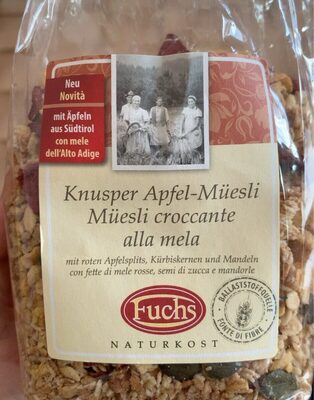 Neu
Novità
mit Äpfeln
aus Südtirol
con mele
dell'Alto Adige
Knusper Apfel-Müesli
Müesli croccante
alla mela
mit roten Apfelsplits, Kürbiskernen und Mandeln
con fette di mele rosse, semi di zucca e mandorle
Fuchs
NATURKOST
BALLASTSTOFFQUELLE
FONTE DI FIBRE